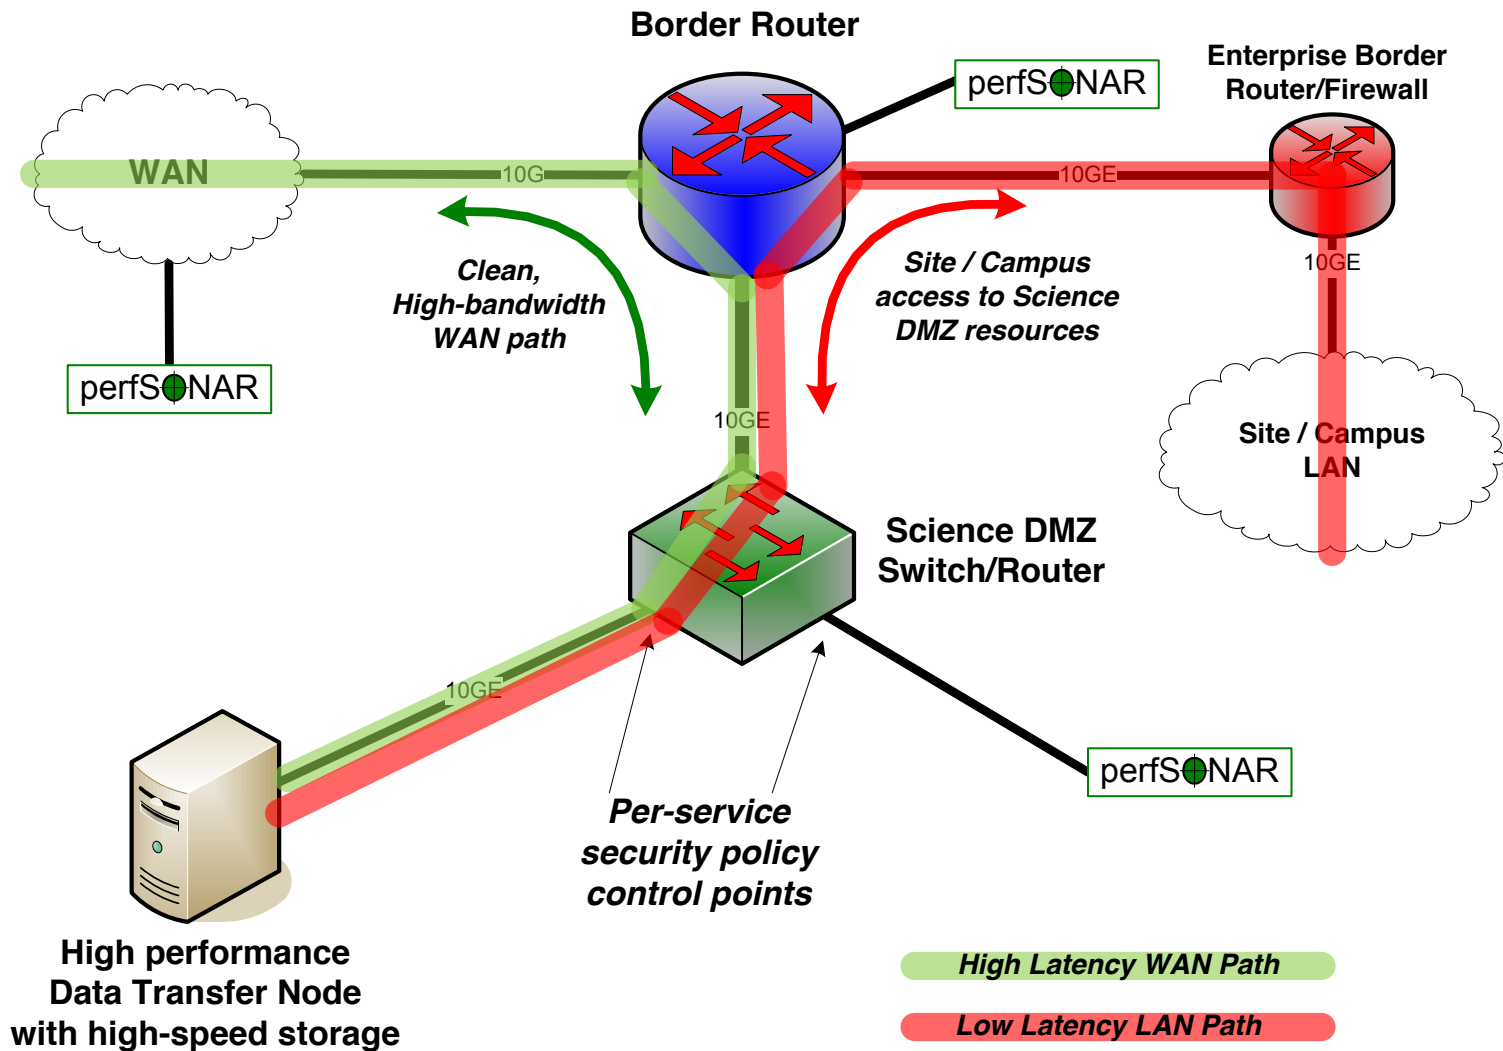 Border Router
perfSONAR
Enterprise Border
Router/Firewall
WAN
10G
10GE
10GE
Clean,
High-bandwidth
WAN path
Site / Campus
access to Science
DMZ resources
perfSONAR
10GE
Site / Campus
LAN
Science DMZ
Switch/Router
10GE
perfSONAR
Per-service
security policy
control points
High performance
Data Transfer Node
with high-speed storage
High Latency WAN Path
Low Latency LAN Path